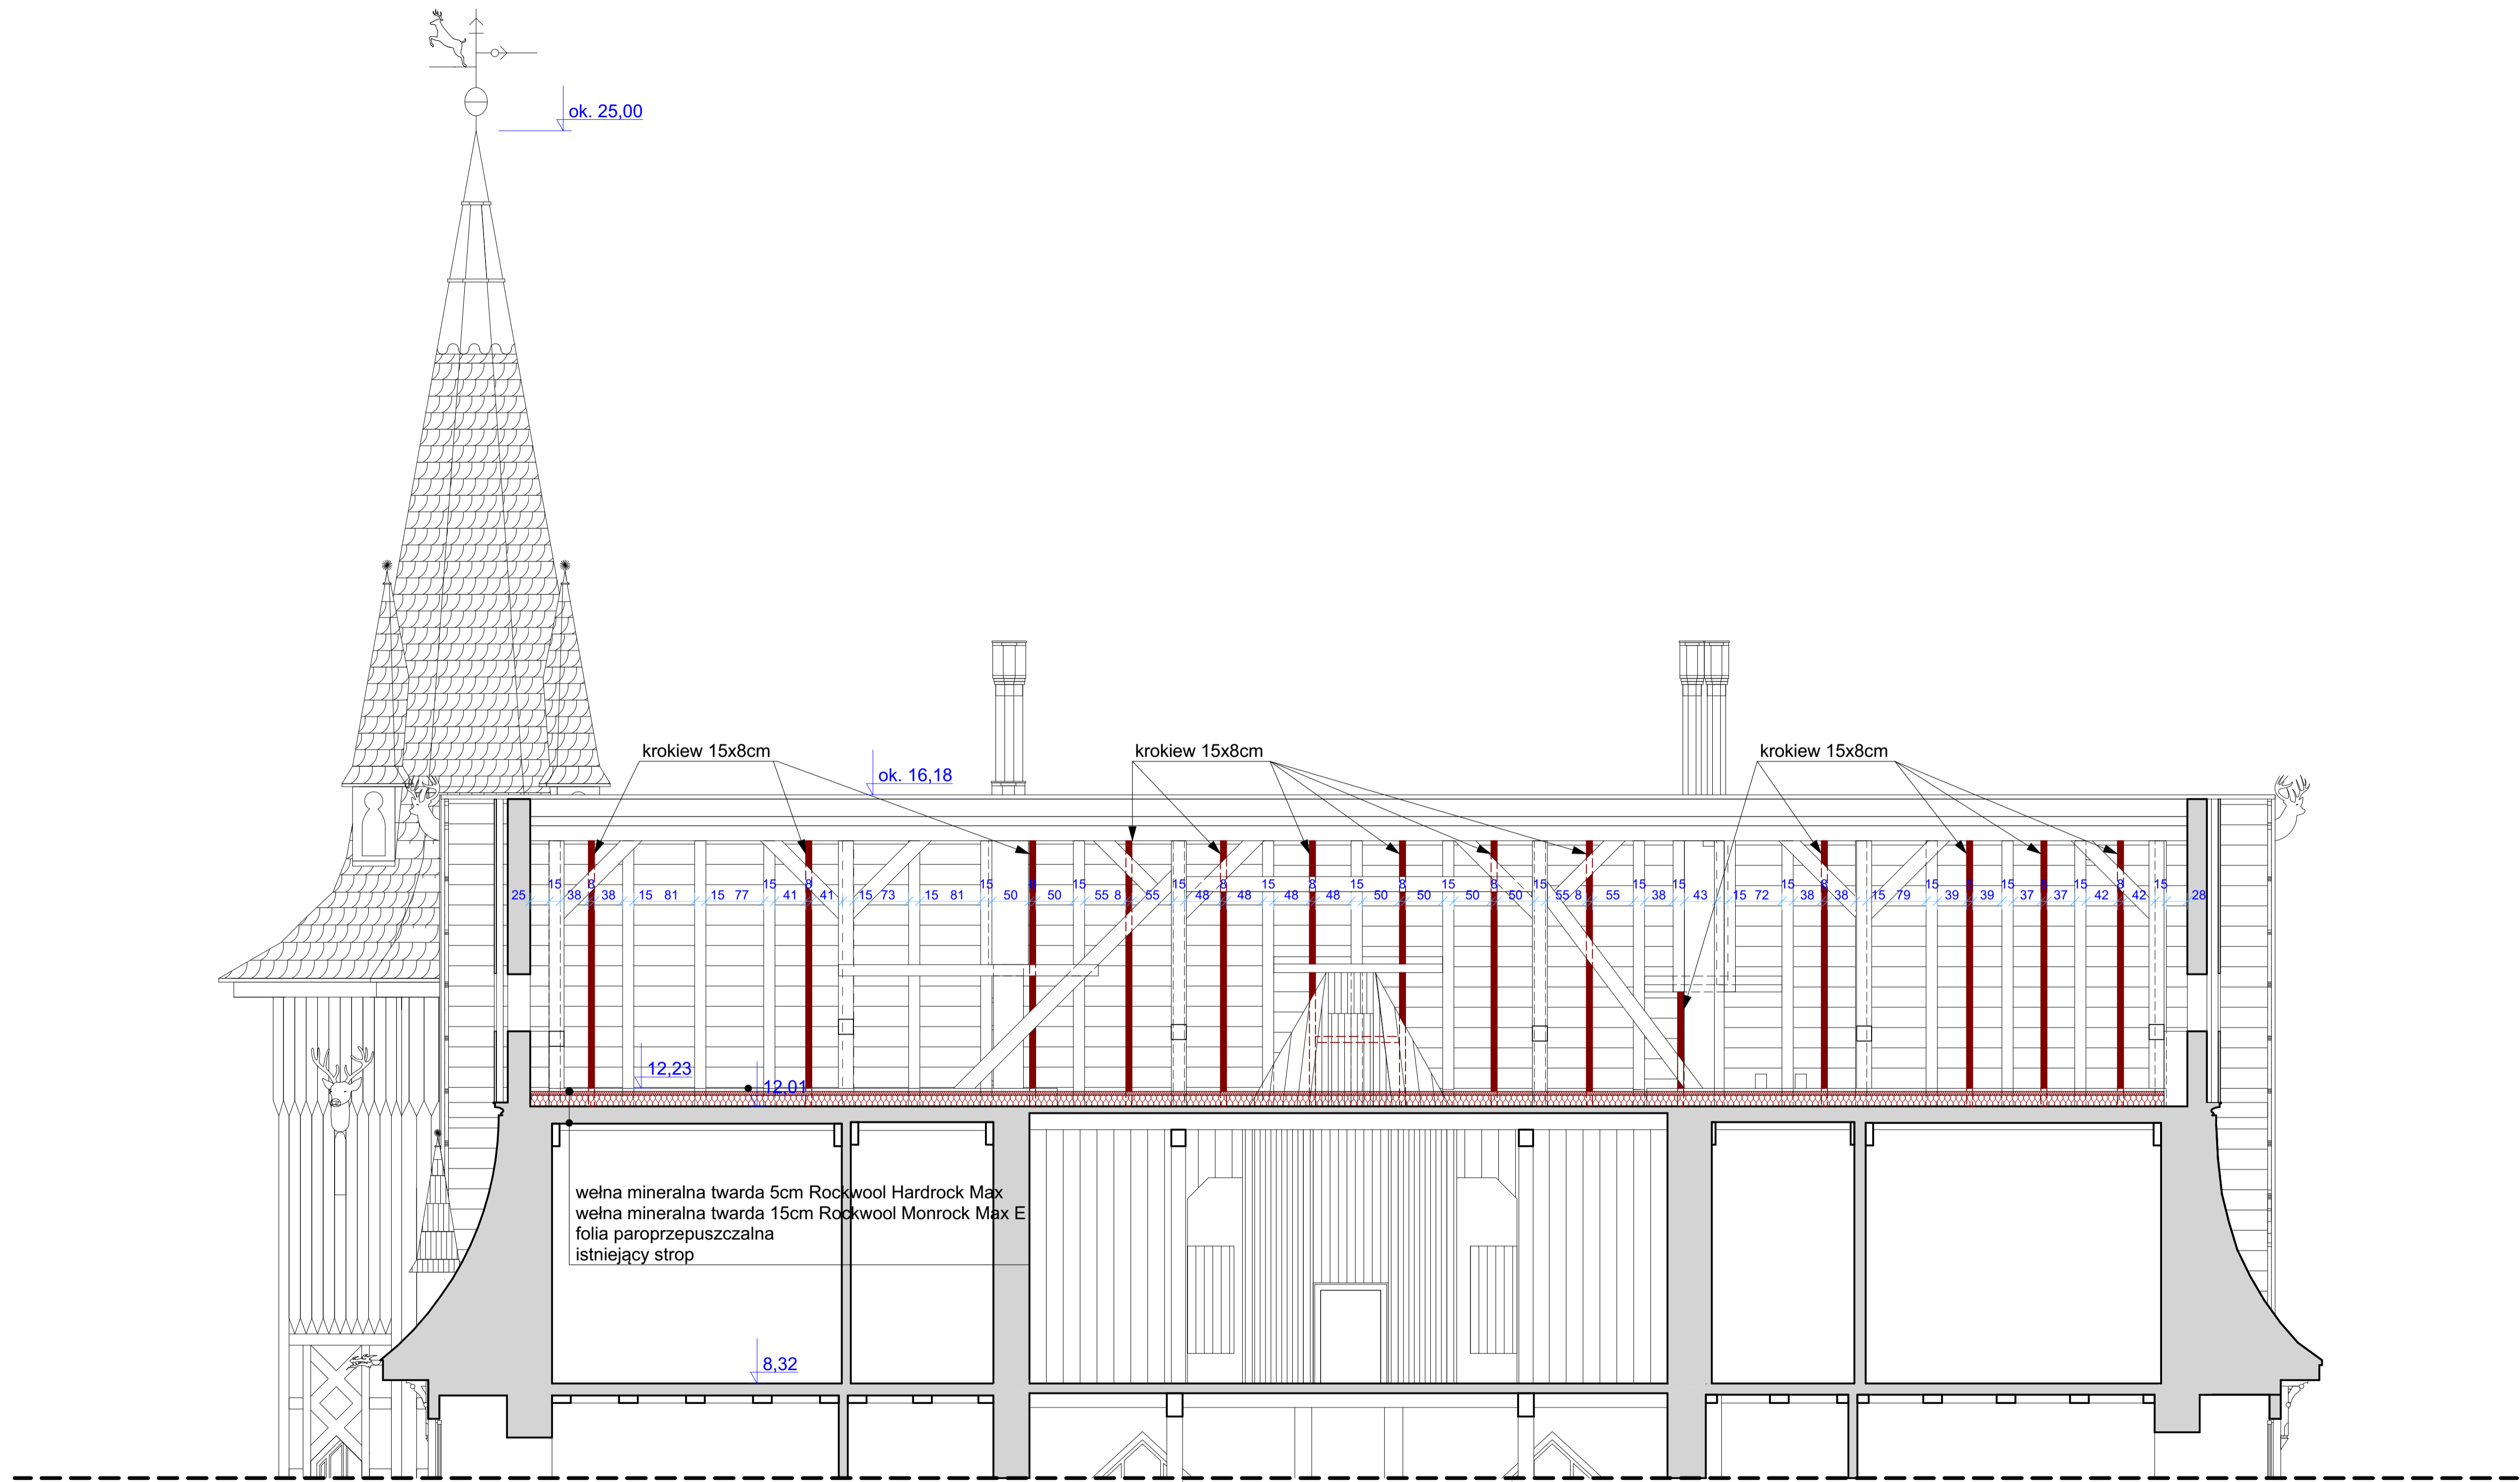 ok. 25,00
krokiew 15x8cm
krokiew 15x8cm
krokiew 15x8cm
ok. 16,18
15 8 15 8 15 15 8 15 15 8 15 8 15 8 15 8 15 8 15 15 15 8 15 8 15 8 15 8 15
25 38 38 15 81 15 77 41 41 15 73 15 81 50 50 55 8 55 48 48 48 48 50 50 50 50 55 8 55 38 43 15 72 38 38 15 79 39 39 37 37 42 42 28
12,23
12,01
wełna mineralna twarda 5cm Rockwool Hardrock Max
wełna mineralna twarda 15cm Rockwool Monrock Max E
folia paroprzepuszczalna
istniejący strop
8,32